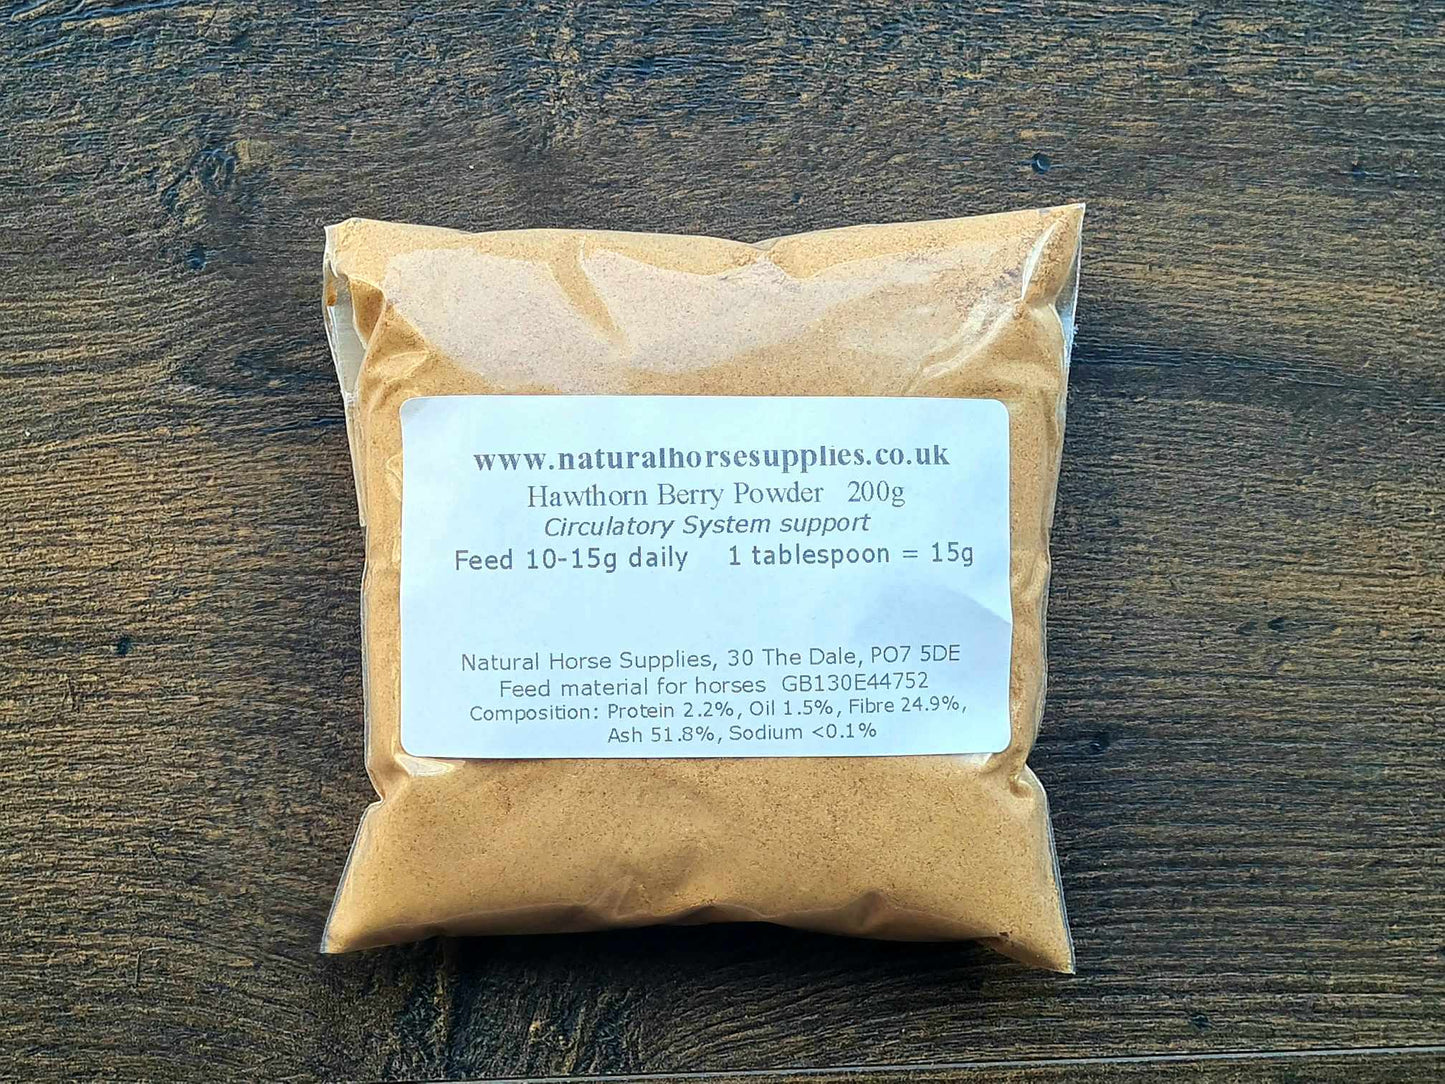 www.naturalhorsesupplies.co.uk
Hawthorn Berry Powder 200g
Circulatory System support
Feed 10-15g daily 1 tablespoon = 15g
Natural Horse Supplies, 30 The Dale, PO7 5DE
Feed material for horses GB130E44752
Composition: Protein 2.2%, Oil 1.5%, Fibre 24.9%,
Ash 51.8%, Sodium <0.1%